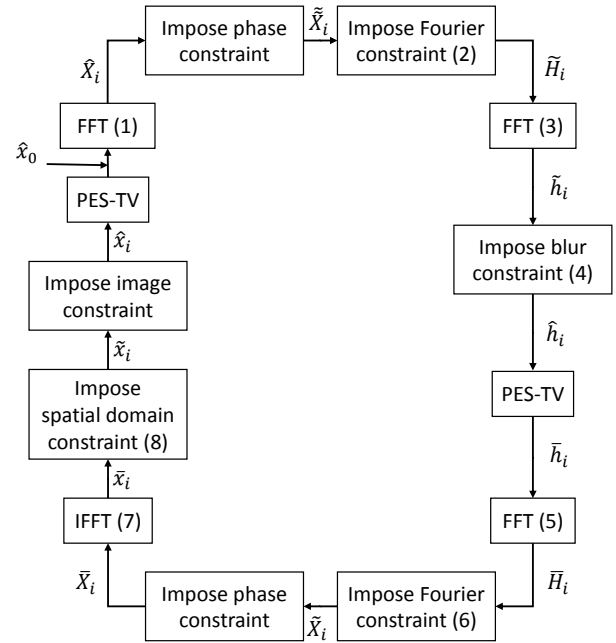 Impose phase
constraint
X̃̃ᵢ
Impose Fourier
constraint (2)
X̂ᵢ
H̃ᵢ
FFT (1)
FFT (3)
x̂₀
h̃ᵢ
PES-TV
x̂ᵢ
Impose blur
constraint (4)
Impose image
constraint
ĥᵢ
x̃ᵢ
Impose
spatial domain
constraint (8)
PES-TV
x̄ᵢ
h̄ᵢ
IFFT (7)
FFT (5)
X̄ᵢ
H̄ᵢ
Impose phase
constraint
X̃ᵢ
Impose Fourier
constraint (6)